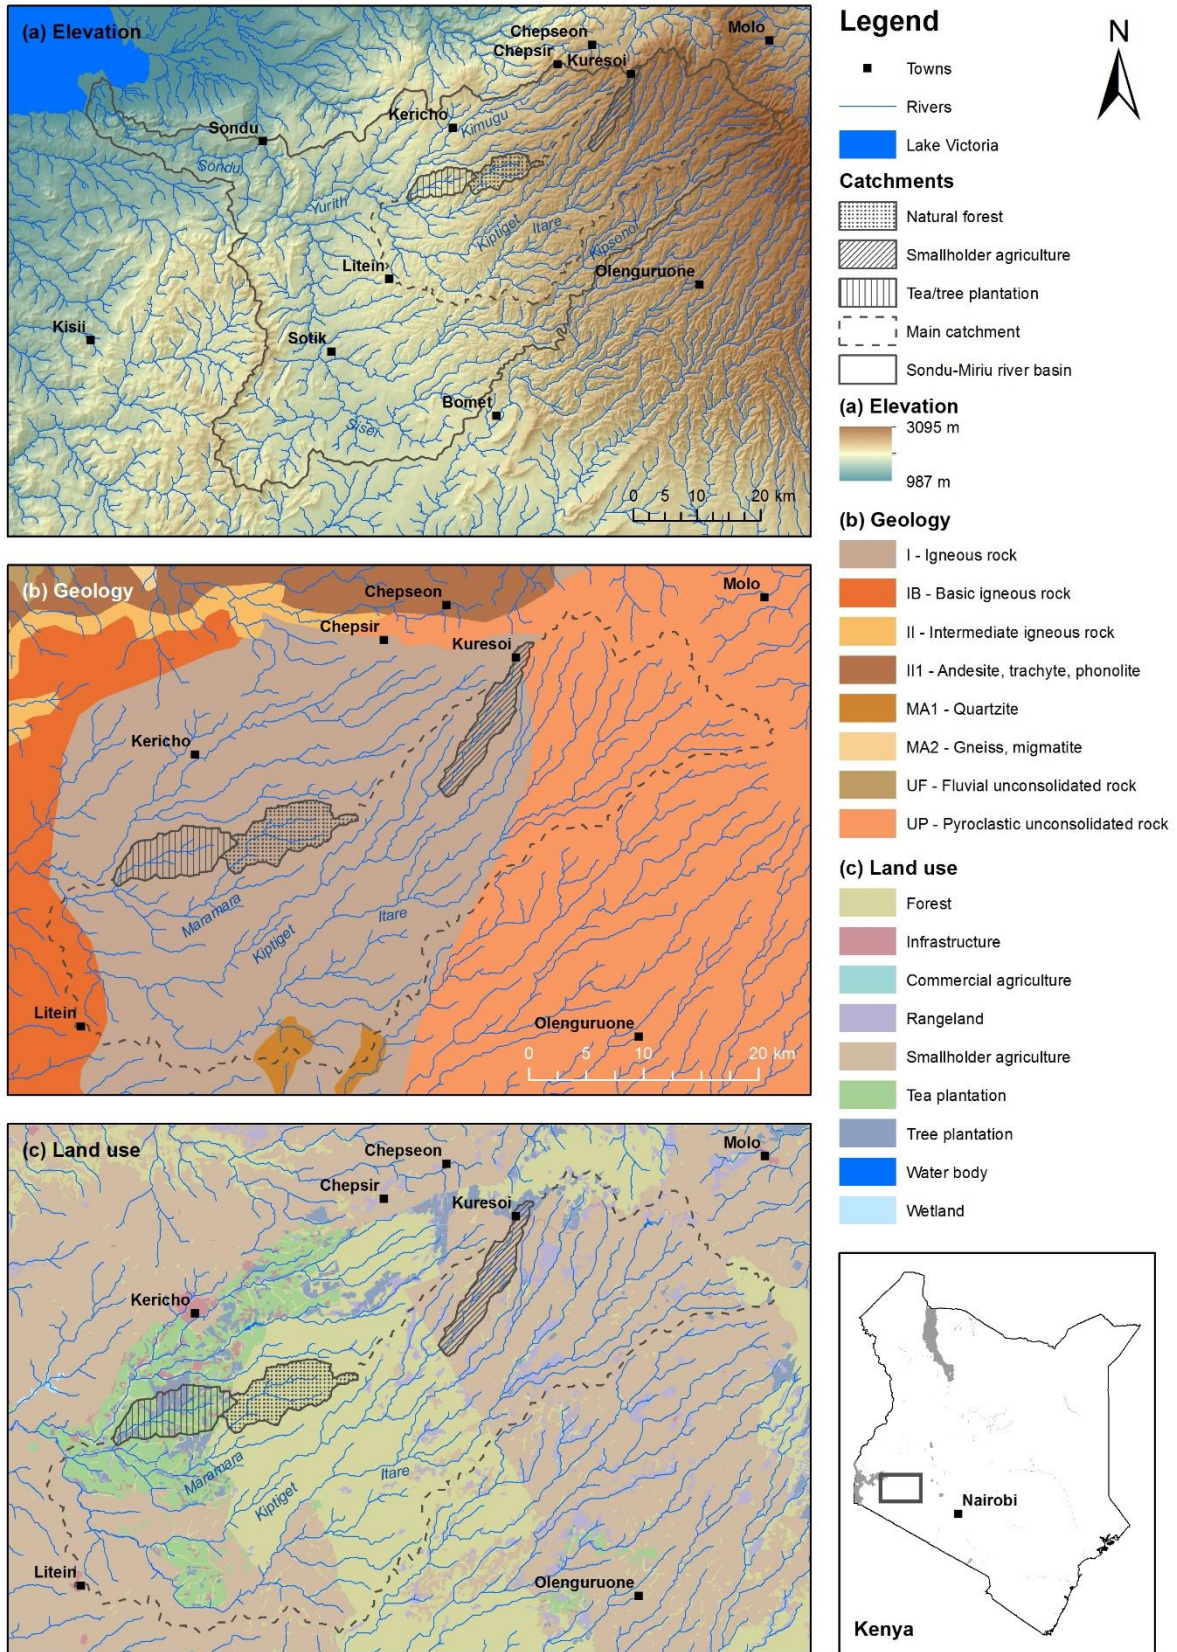 (a) Elevation
Chepseon
Molo
Chepsir
Kuresoi
Kericho
Kimugu
Sondu
Sondu
Yurith
Kiptiget
Itare
Kipsonoi
Litein
Olenguruone
Kisii
Sotik
Bomet
Sisei
0 5 10 20 km
(b) Geology
Chepseon
Molo
Chepsir
Kuresoi
Kericho
Maramara
Kiptiget
Itare
Litein
Olenguruone
0 5 10 20 km
(c) Land use
Chepseon
Molo
Chepsir
Kuresoi
Kericho
Maramara
Kiptiget
Itare
Litein
Olenguruone
Legend
N
Towns
Rivers
Lake Victoria
Catchments
Natural forest
Smallholder agriculture
Tea/tree plantation
Main catchment
Sondu-Miriu river basin
(a) Elevation
3095 m
987 m
(b) Geology
I - Igneous rock
IB - Basic igneous rock
II - Intermediate igneous rock
II1 - Andesite, trachyte, phonolite
MA1 - Quartzite
MA2 - Gneiss, migmatite
UF - Fluvial unconsolidated rock
UP - Pyroclastic unconsolidated rock
(c) Land use
Forest
Infrastructure
Commercial agriculture
Rangeland
Smallholder agriculture
Tea plantation
Tree plantation
Water body
Wetland
Nairobi
Kenya